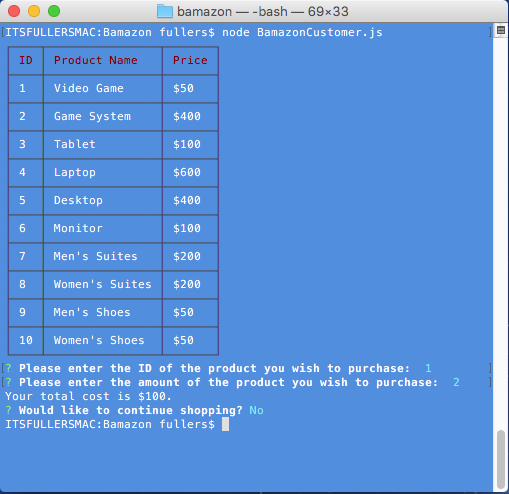 bamazon — -bash — 69×33
[ITSFULLERSMAC:Bamazon fullers$ node BamazonCustomer.js ]
ID Product Name Price
1 Video Game $50
2 Game System $400
3 Tablet $100
4 Laptop $600
5 Desktop $400
6 Monitor $100
7 Men's Suites $200
8 Women's Suites $200
9 Men's Shoes $50
10 Women's Shoes $50
[? Please enter the ID of the product you wish to purchase: 1 ]
[? Please enter the amount of the product you wish to purchase: 2 ]
Your total cost is $100.
? Would like to continue shopping? No
ITSFULLERSMAC:Bamazon fullers$